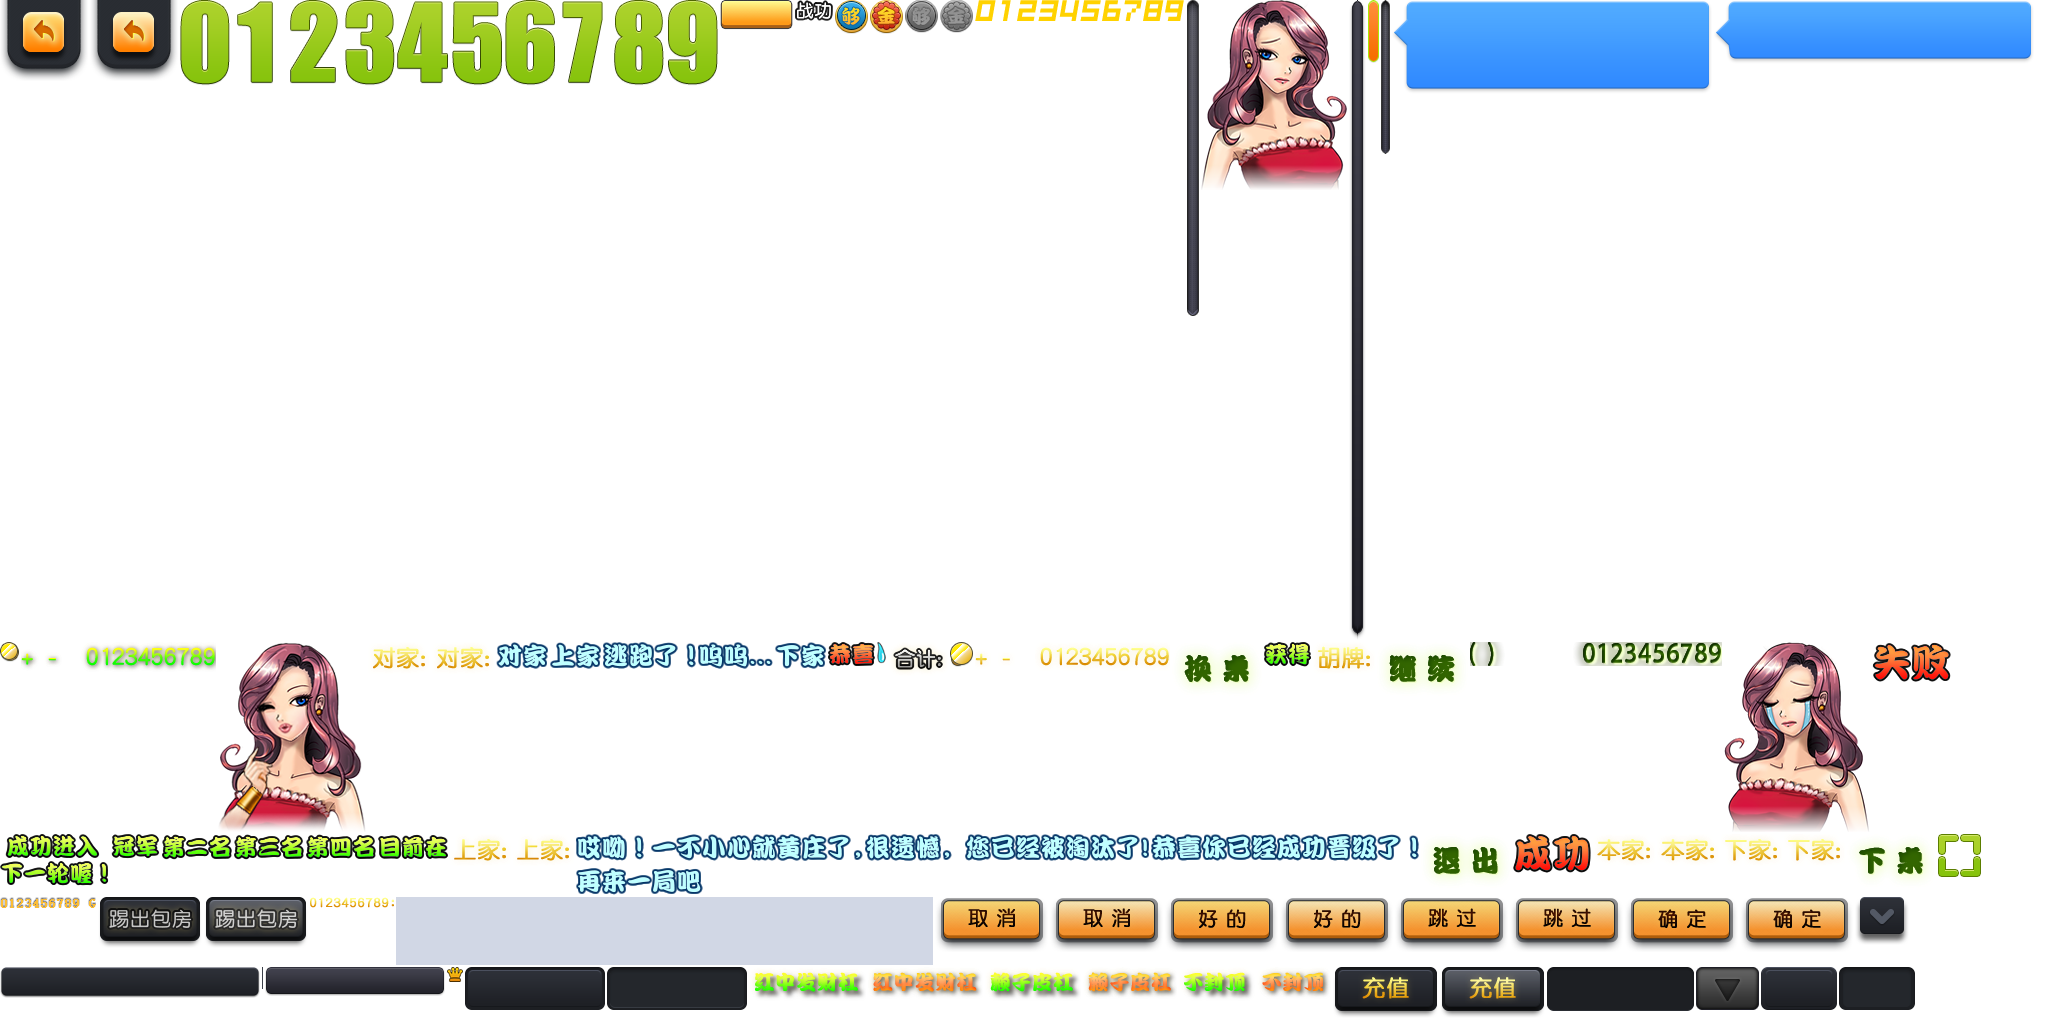 0123456789
战功
够
金
够
金
0123456789
+ -
0123456789
对家:
对家:
对家上家逃跑了！呜呜...下家
恭喜
合计:
+ -
0123456789
换桌
获得
胡牌:
继续
( )
0123456789
失败
成功进入
冠军第二名第三名第四名目前在
下一轮喔！
上家:
上家:
哎呦！一不小心就黄庄了,
再来一局吧
很遗憾，您已经被淘汰了!
恭喜你已经成功晋级了！
退出
成功
本家:
本家:
下家:
下家:
下桌
0123456789 G
踢出包房
踢出包房
0123456789:
取消
取消
好的
好的
跳过
跳过
确定
确定
红中发财杠
红中发财杠
赖子皮杠
赖子皮杠
不封顶
不封顶
充值
充值